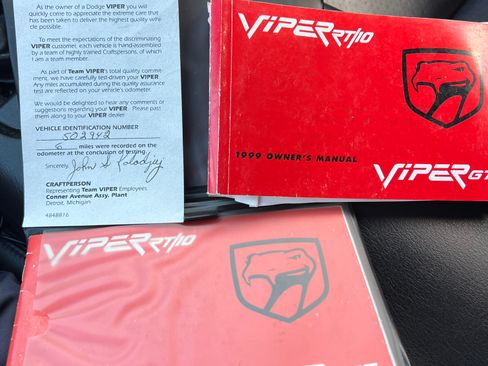 As the owner of a Dodge VIPER you will
quickly come to appreciate the extreme care that
has been taken to deliver the highest quality vehi-
cle possible.
To meet the expectations of the discriminating
VIPER customer, each vehicle is hand-assembled
by a team of highly trained Craftspersons, of which
I am a team member.
As part of Team VIPER's total quality commit-
ment, we have carefully test-driven your VIPER.
Any miles accumulated during this quality assurance
test are reflected on your vehicle's odometer.
We would be delighted to hear any comments or
suggestions regarding your VIPER. Please pass
them along to your VIPER dealer.
VEHICLE IDENTIFICATION NUMBER
502942
6 miles were recorded on the
odometer at the conclusion of testing.
Sincerely, John S
CRAFTSPERSON
Representing Team VIPER Employees
Conner Avenue Assy. Plant
Detroit, Michigan
4848816
VIPER RT/10
1999 OWNER'S MANUAL
VIPER GT
VIPER RT/10